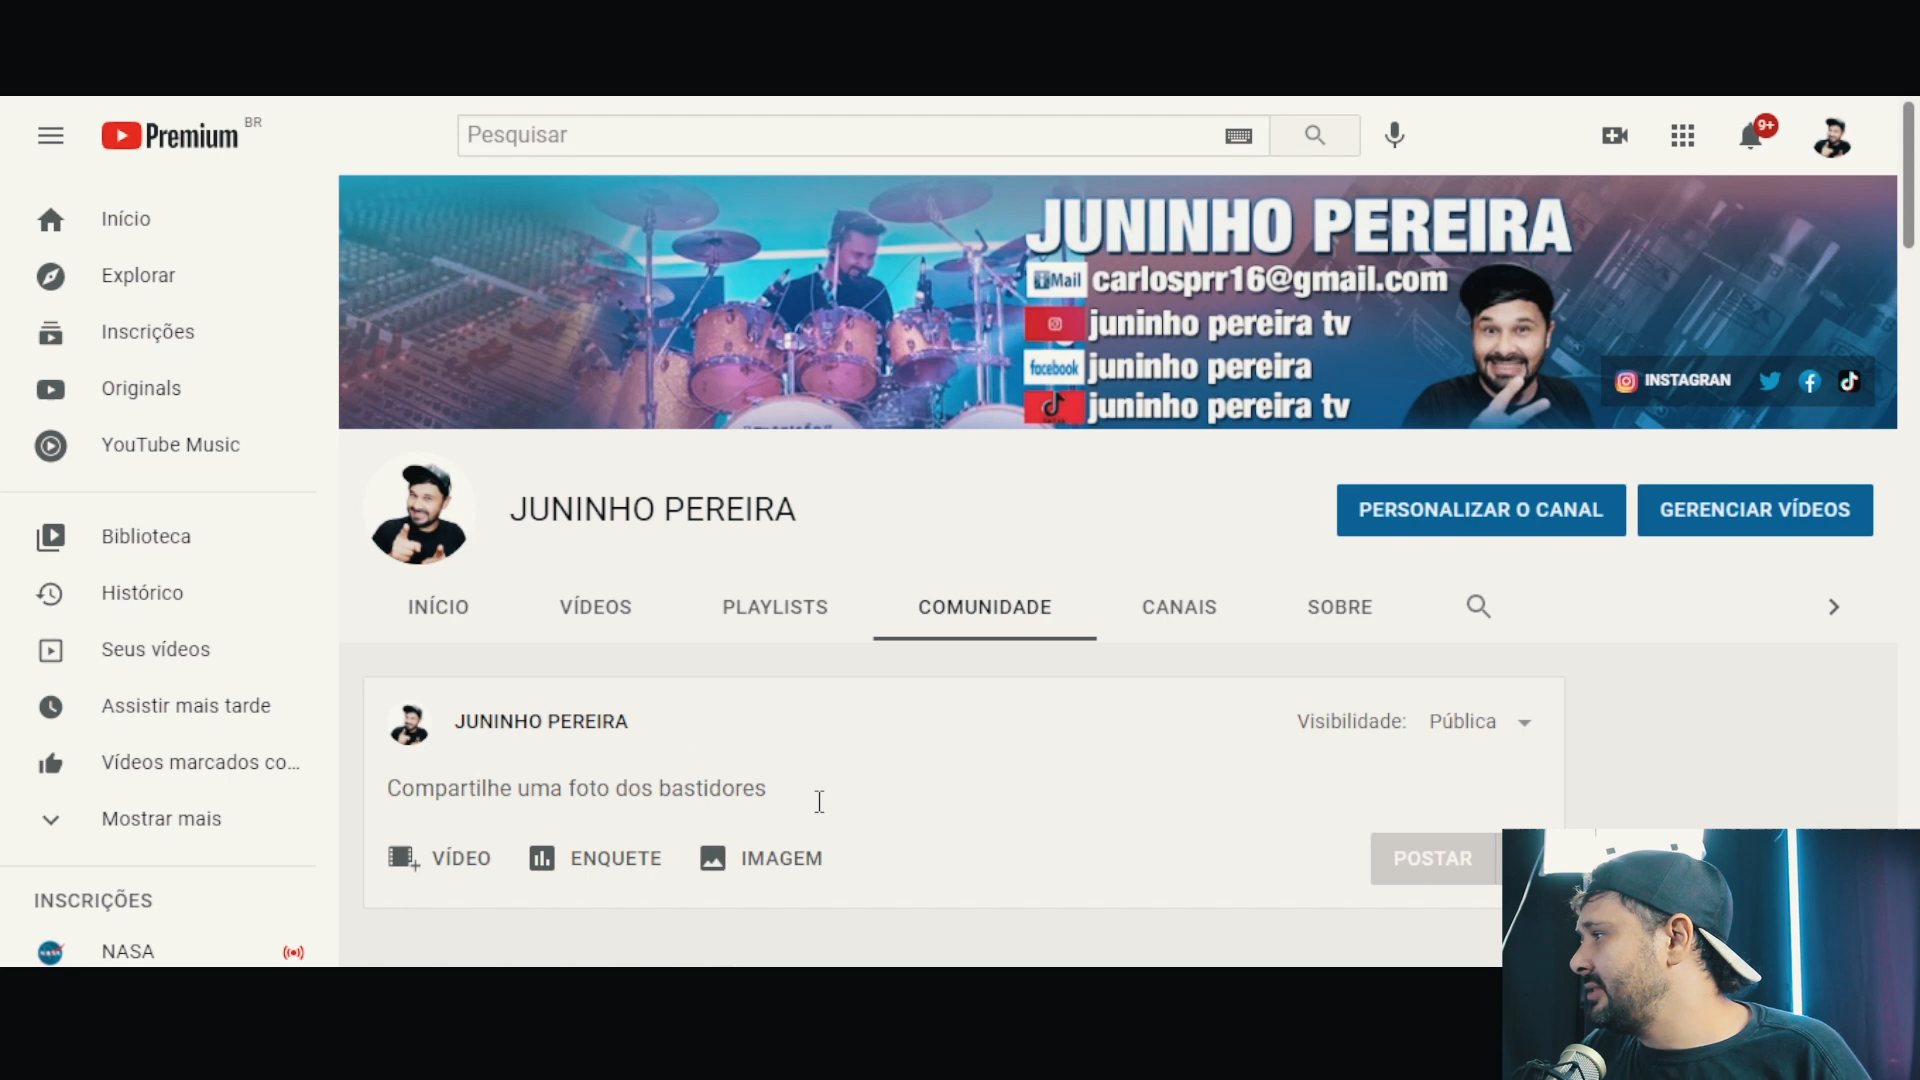 Premium BR
Pesquisar
9+
Início
Explorar
Inscrições
Originals
YouTube Music
Biblioteca
Histórico
Seus vídeos
Assistir mais tarde
Vídeos marcados co...
Mostrar mais
INSCRIÇÕES
NASA
JUNINHO PEREIRA
Mail carlosprr16@gmail.com
juninho pereira tv
facebook juninho pereira
juninho pereira tv
INSTAGRAN
JUNINHO PEREIRA
PERSONALIZAR O CANAL
GERENCIAR VÍDEOS
INÍCIO
VÍDEOS
PLAYLISTS
COMUNIDADE
CANAIS
SOBRE
JUNINHO PEREIRA
Visibilidade: Pública
Compartilhe uma foto dos bastidores
VÍDEO
ENQUETE
IMAGEM
POSTAR